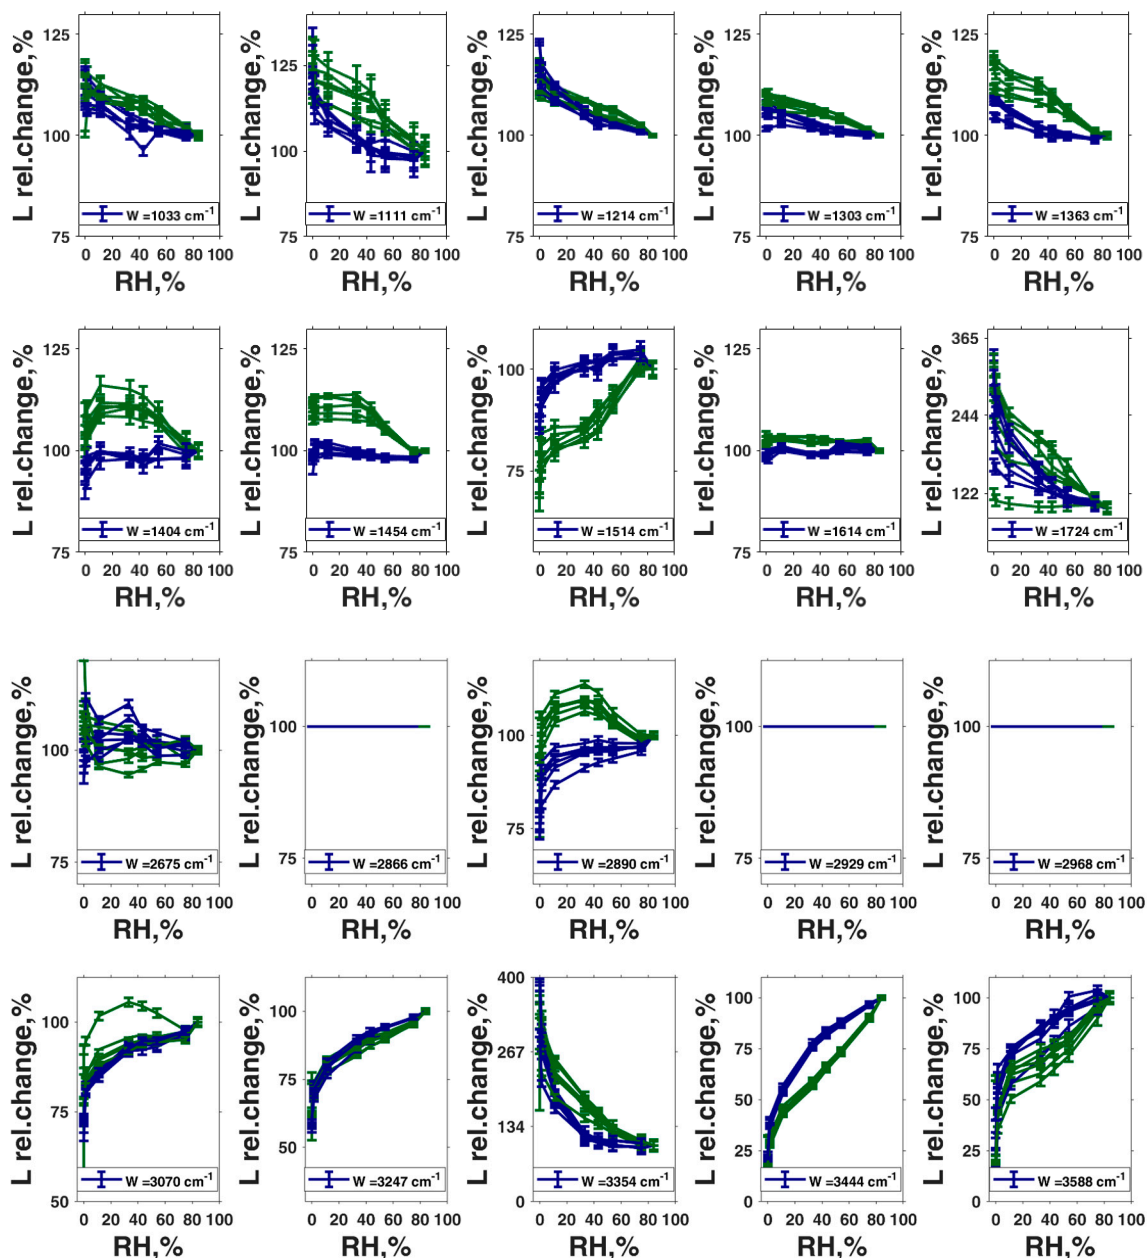 L rel.change,%
125
100
75
W =1033 cm-1
0 20 40 60 80 100
RH,%
L rel.change,%
125
100
75
W =1111 cm-1
0 20 40 60 80 100
RH,%
L rel.change,%
125
100
75
W =1214 cm-1
0 20 40 60 80 100
RH,%
L rel.change,%
125
100
75
W =1303 cm-1
0 20 40 60 80 100
RH,%
L rel.change,%
125
100
75
W =1363 cm-1
0 20 40 60 80 100
RH,%
L rel.change,%
125
100
75
W =1404 cm-1
0 20 40 60 80 100
RH,%
L rel.change,%
125
100
75
W =1454 cm-1
0 20 40 60 80 100
RH,%
L rel.change,%
100
75
W =1514 cm-1
0 20 40 60 80 100
RH,%
L rel.change,%
125
100
75
W =1614 cm-1
0 20 40 60 80 100
RH,%
L rel.change,%
365
244
122
W =1724 cm-1
0 20 40 60 80 100
RH,%
L rel.change,%
100
75
W =2675 cm-1
0 20 40 60 80 100
RH,%
L rel.change,%
100
75
W =2866 cm-1
0 20 40 60 80 100
RH,%
L rel.change,%
100
75
W =2890 cm-1
0 20 40 60 80 100
RH,%
L rel.change,%
100
75
W =2929 cm-1
0 20 40 60 80 100
RH,%
L rel.change,%
100
75
W =2968 cm-1
0 20 40 60 80 100
RH,%
L rel.change,%
100
75
50
W =3070 cm-1
0 20 40 60 80 100
RH,%
L rel.change,%
100
75
50
W =3247 cm-1
0 20 40 60 80 100
RH,%
L rel.change,%
400
267
134
0
W =3354 cm-1
0 20 40 60 80 100
RH,%
L rel.change,%
100
75
50
25
0
W =3444 cm-1
0 20 40 60 80 100
RH,%
L rel.change,%
100
75
50
25
0
W =3588 cm-1
0 20 40 60 80 100
RH,%